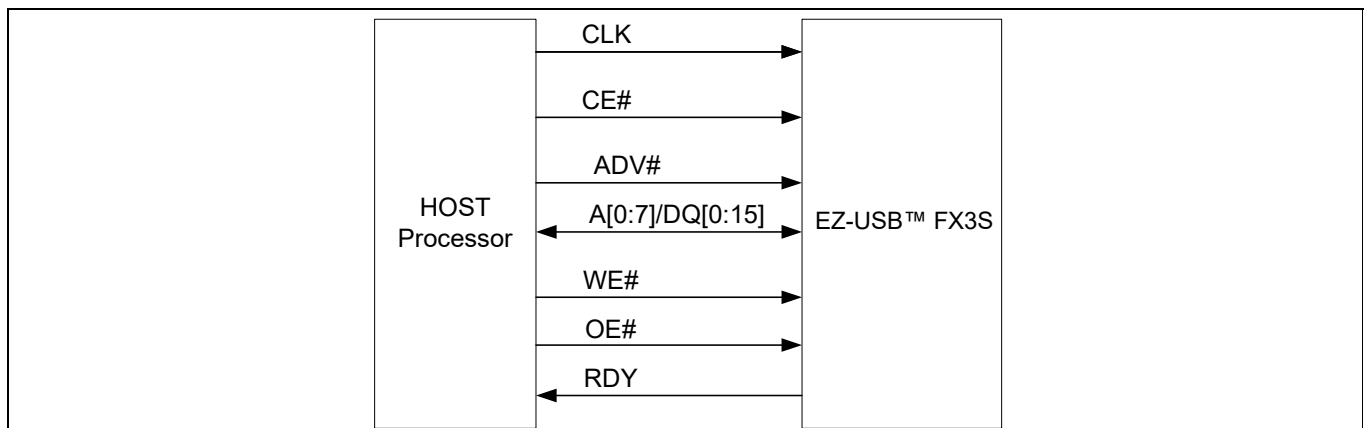 CLK
CE#
ADV#
HOST
Processor
A[0:7]/DQ[0:15]
EZ-USB™ FX3S
WE#
OE#
RDY